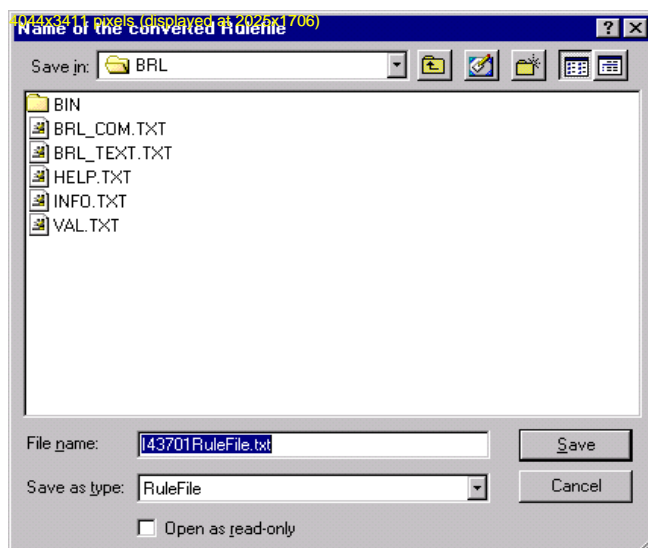 4044x3411 pixels (displayed at 2025x1706)
Name of the converted Rulefile
Save in: BRL
BIN
BRL_COM.TXT
BRL_TEXT.TXT
HELP.TXT
INFO.TXT
VAL.TXT
File name: I43701RuleFile.txt Save
Save as type: RuleFile Cancel
Open as read-only